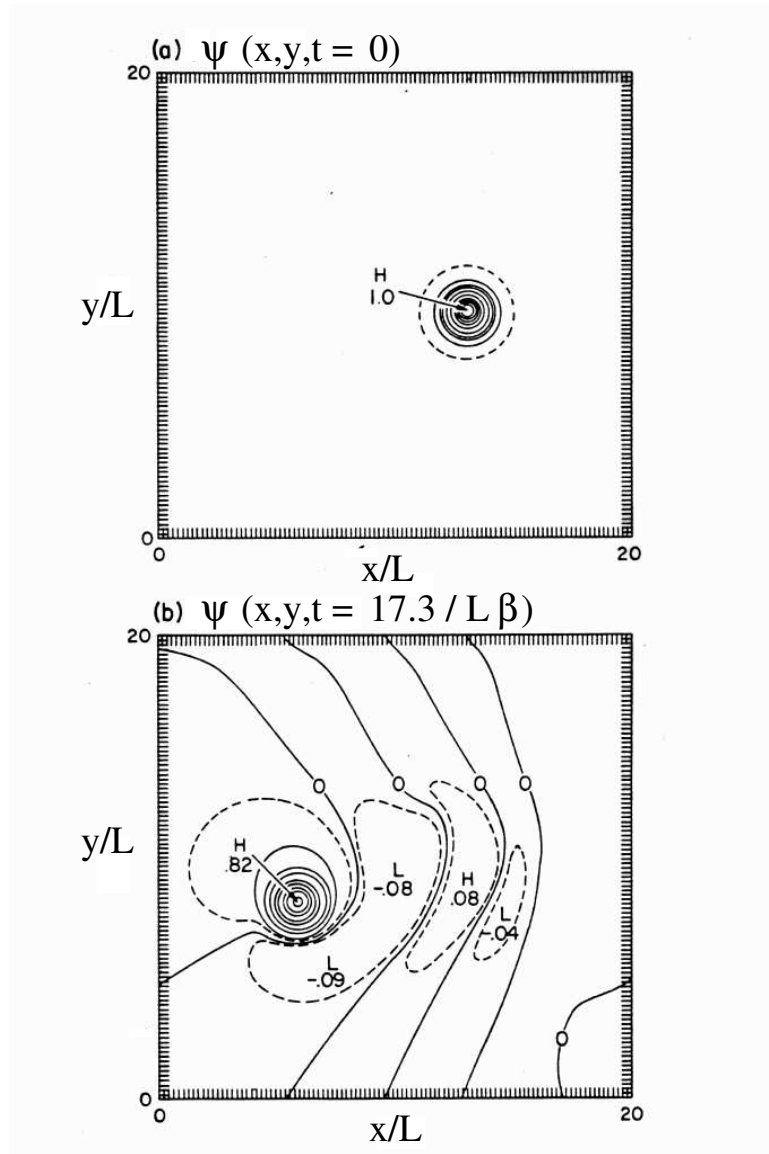 (a) ψ (x,y,t = 0)
20
H
1.0
y/L
0
0
20
x/L
(b) ψ (x,y,t = 17.3 / L β)
20
0
0
0
0
y/L
H
.82
L
-.08
H
.08
L
-.04
L
-.09
0
0
0
20
x/L